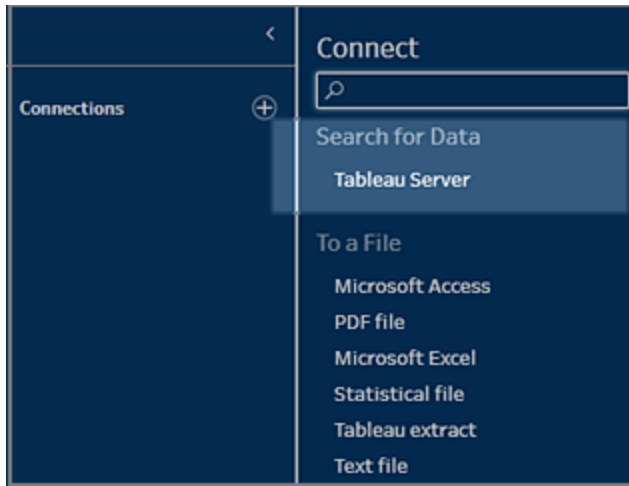 Connections
Connect
Search for Data
Tableau Server
To a File
Microsoft Access
PDF file
Microsoft Excel
Statistical file
Tableau extract
Text file